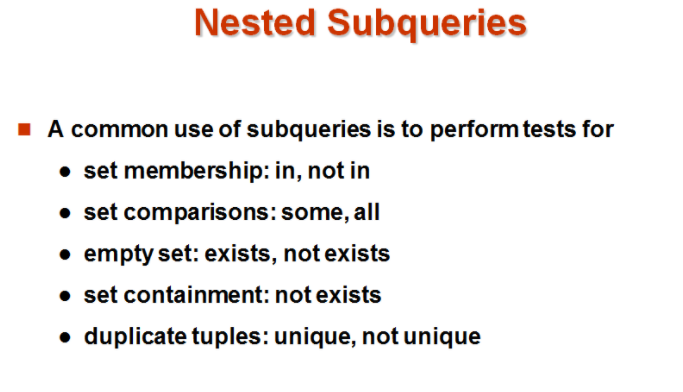 Nested Subqueries
A common use of subqueries is to perform tests for
set membership: in, not in
set comparisons: some, all
empty set: exists, not exists
set containment: not exists
duplicate tuples: unique, not unique